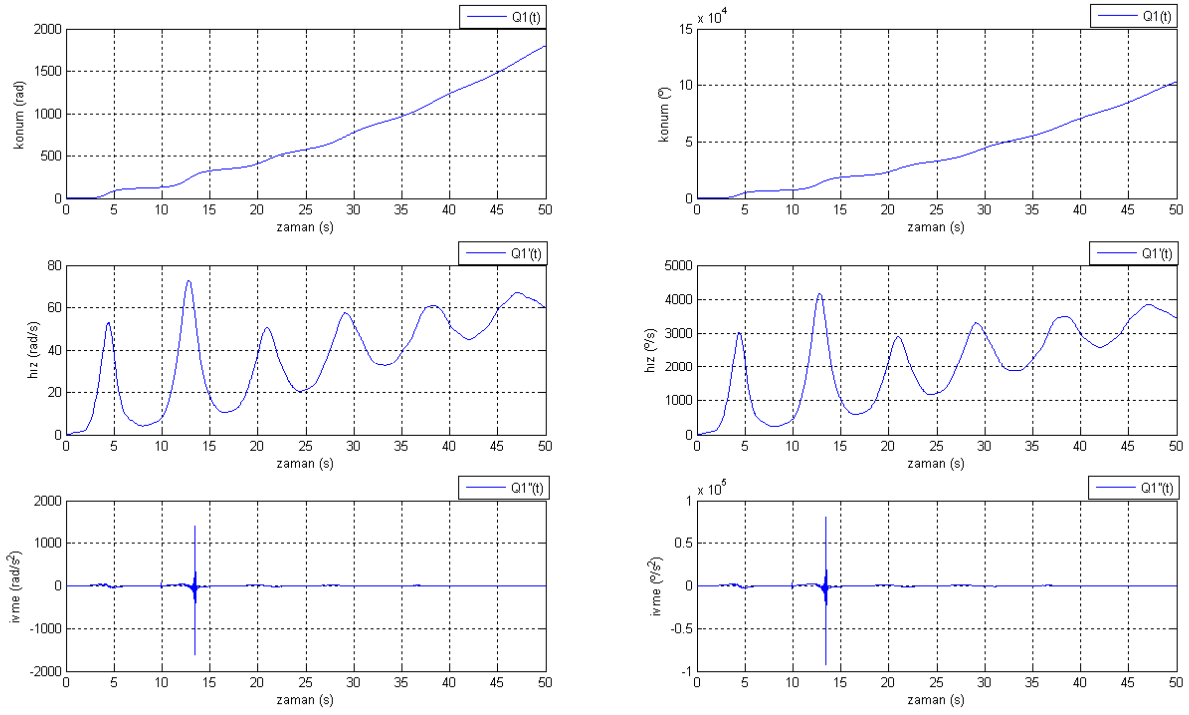 Q1(t)
2000
1500
1000
500
0
konum (rad)
0 5 10 15 20 25 30 35 40 45 50
zaman (s)
x 10^4
Q1(t)
15
10
5
0
konum (º)
0 5 10 15 20 25 30 35 40 45 50
zaman (s)
Q1'(t)
80
60
40
20
0
hız (rad/s)
0 5 10 15 20 25 30 35 40 45 50
zaman (s)
Q1'(t)
5000
4000
3000
2000
1000
0
hız (º/s)
0 5 10 15 20 25 30 35 40 45 50
zaman (s)
Q1''(t)
2000
1000
0
-1000
-2000
ivme (rad/s²)
0 5 10 15 20 25 30 35 40 45 50
zaman (s)
x 10^5
Q1''(t)
1
0.5
0
-0.5
-1
ivme (º/s²)
0 5 10 15 20 25 30 35 40 45 50
zaman (s)